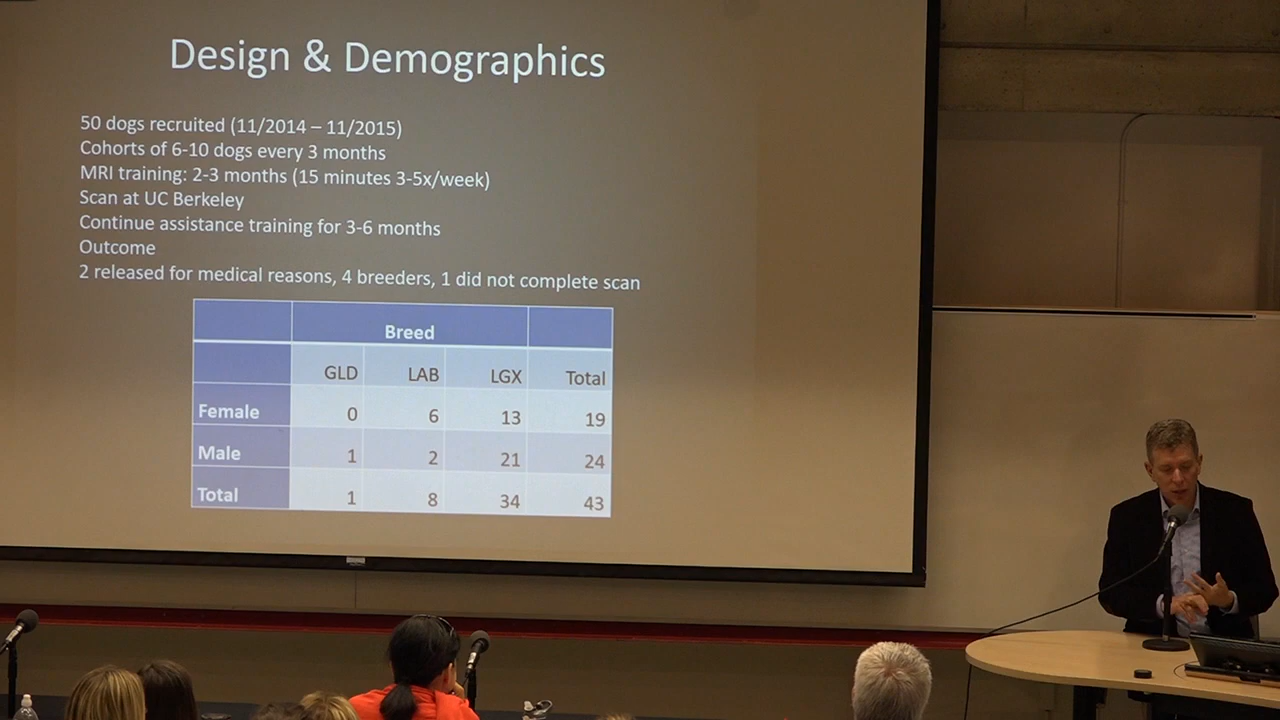 Design & Demographics
50 dogs recruited (11/2014 – 11/2015)
Cohorts of 6-10 dogs every 3 months
MRI training: 2-3 months (15 minutes 3-5x/week)
Scan at UC Berkeley
Continue assistance training for 3-6 months
Outcome
2 released for medical reasons, 4 breeders, 1 did not complete scan
Breed
GLD LAB LGX Total
Female 0 6 13 19
Male 1 2 21 24
Total 1 8 34 43